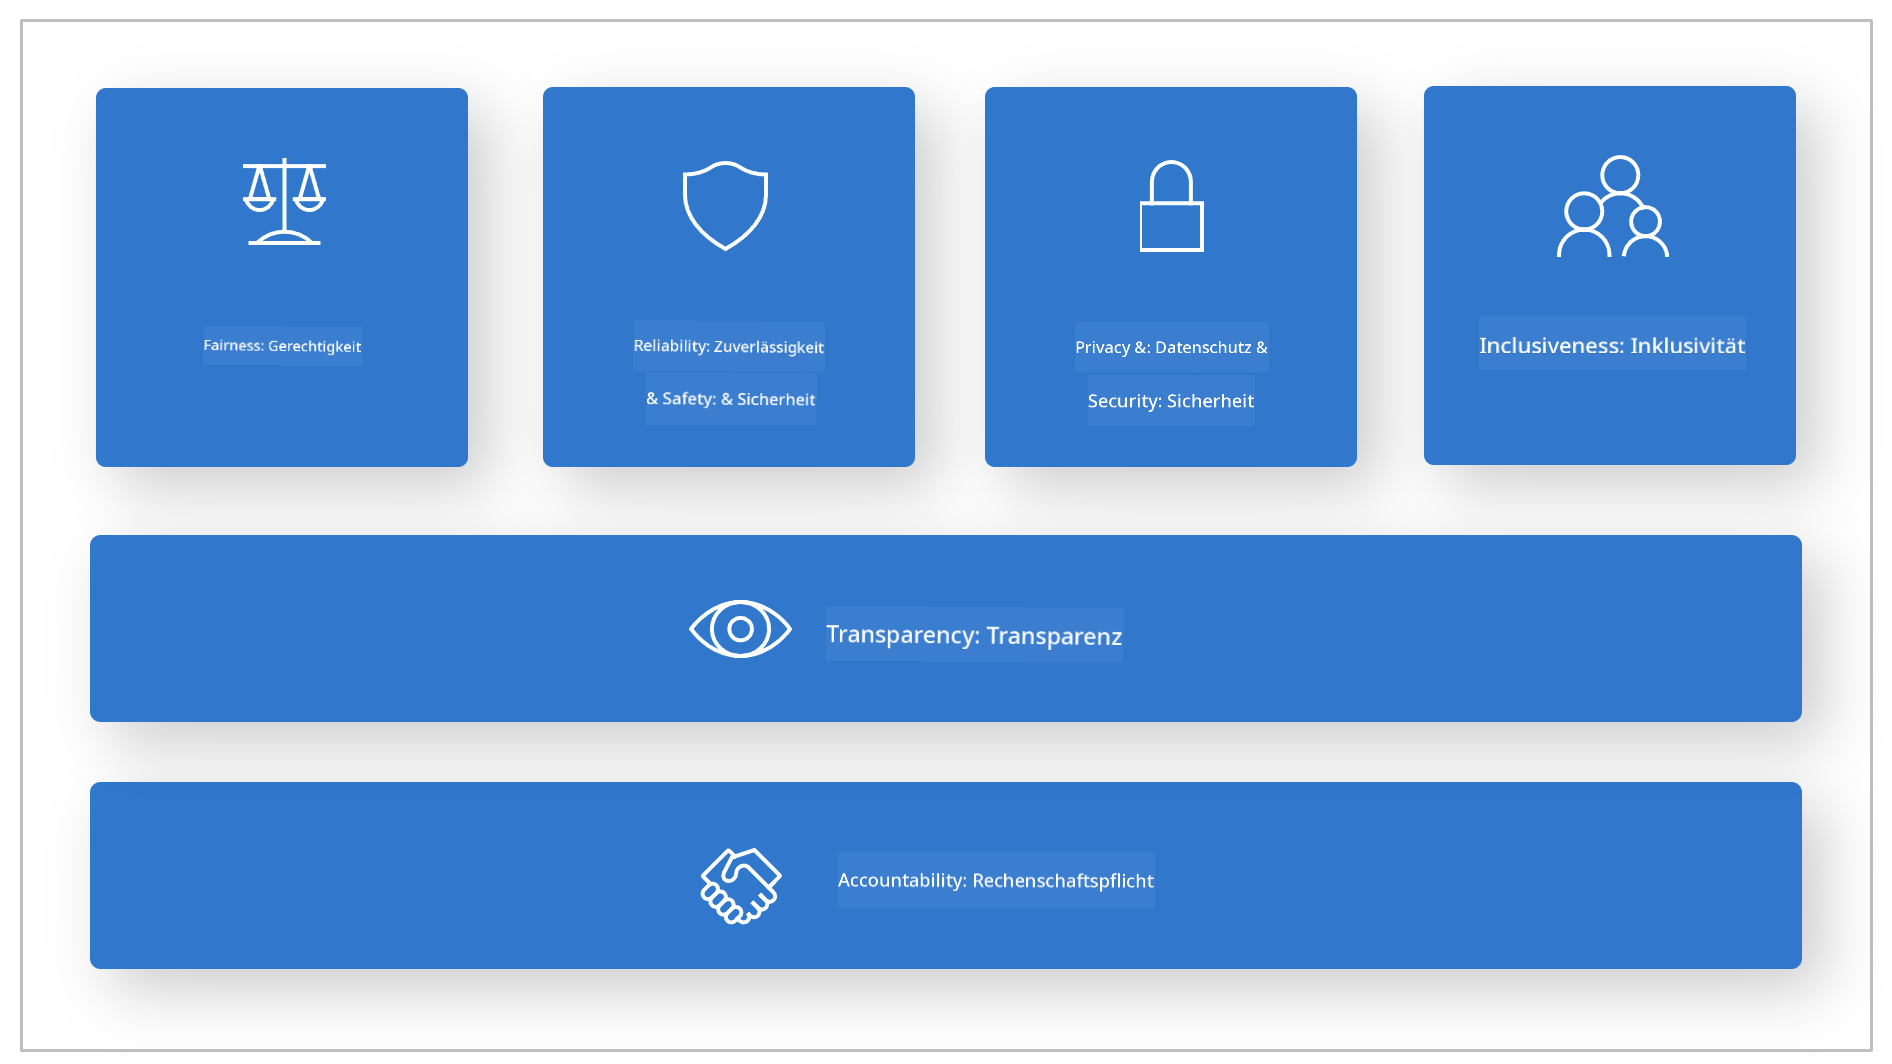 Fairness: Gerechtigkeit
Reliability: Zuverlässigkeit
& Safety: & Sicherheit
Privacy &: Datenschutz &
Security: Sicherheit
Inclusiveness: Inklusivität
Transparency: Transparenz
Accountability: Rechenschaftspflicht